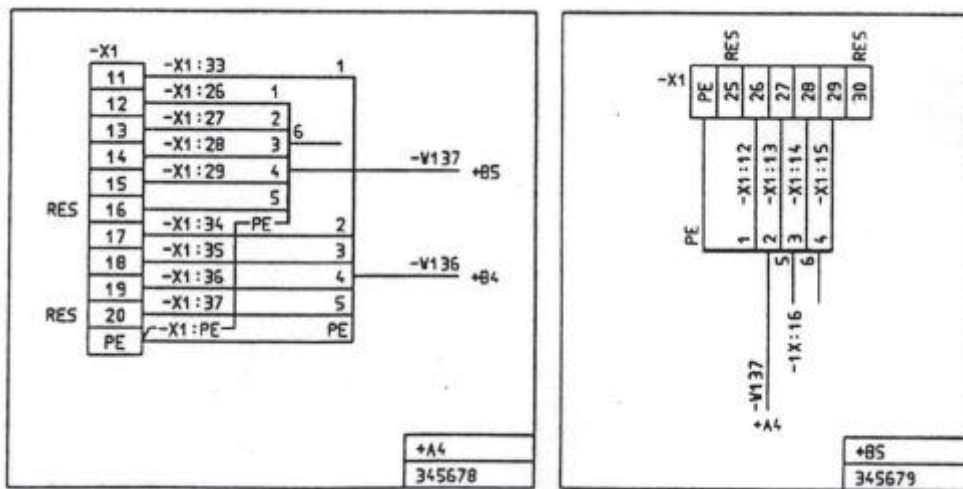 -X1
11 -X1:33 1
12 -X1:26 1
13 -X1:27 2
6
14 -X1:28 3
15 -X1:29 4
-W137 +B5
RES 16 5
17 -X1:34 PE 2
18 -X1:35 3
19 -X1:36 4
-W136 +B4
RES 20 -X1:37 5
PE -X1:PE PE
+A4
345678
RES RES
-X1 PE 25 26 27 28 29 30
-X1:12 -X1:13 -X1:14 -X1:15
PE 1 2 3 4
5 6
-1X:16
-W137
+A4
+B5
345679